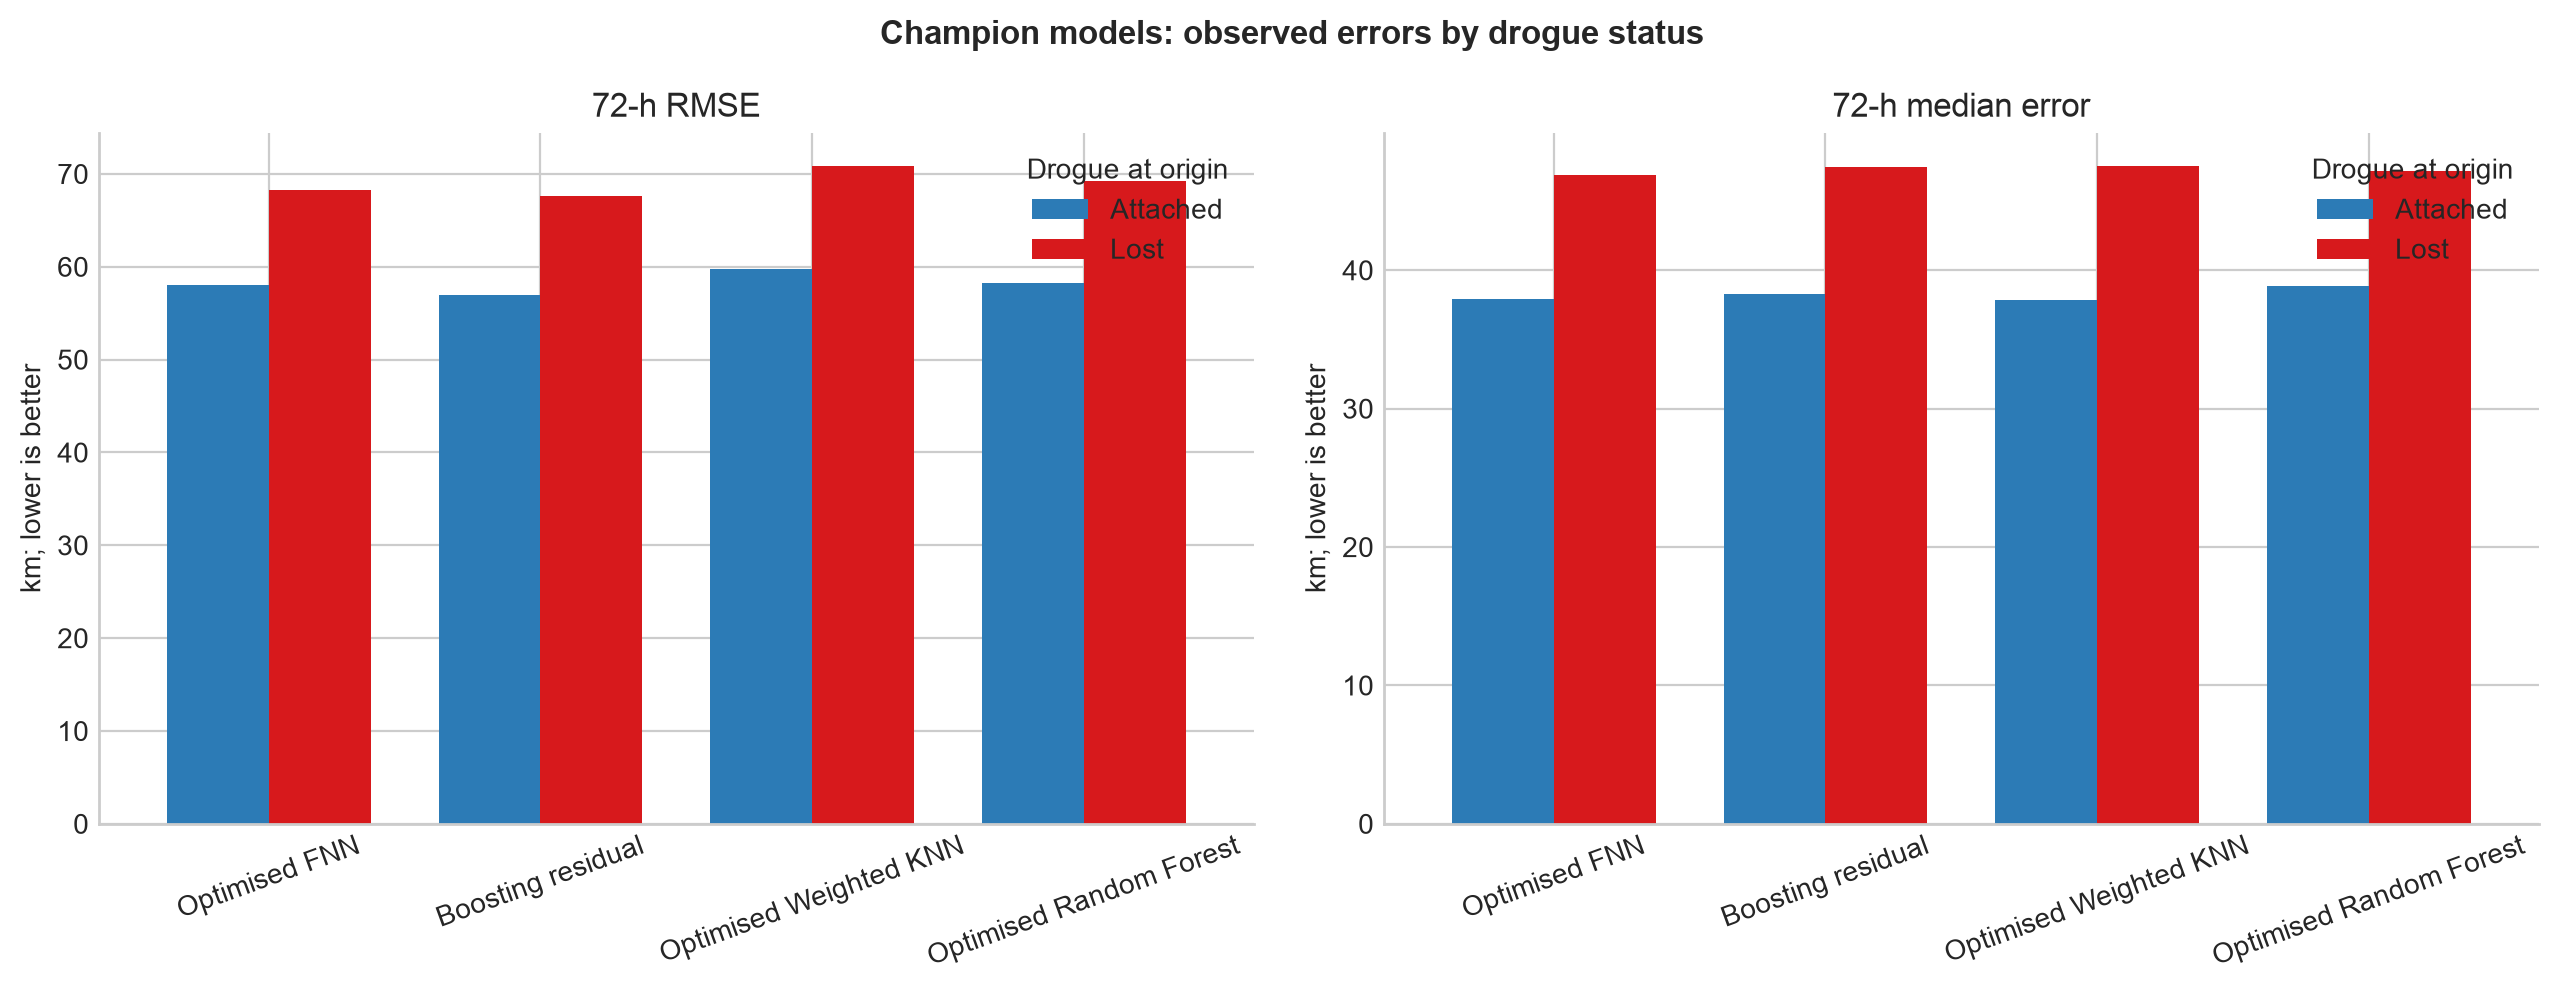 Champion models: observed errors by drogue status
72-h RMSE
km; lower is better
70
60
50
40
30
20
10
0
Drogue at origin
Attached
Lost
Optimised FNN
Boosting residual
Optimised Weighted KNN
Optimised Random Forest
72-h median error
km; lower is better
40
30
20
10
0
Drogue at origin
Attached
Lost
Optimised FNN
Boosting residual
Optimised Weighted KNN
Optimised Random Forest